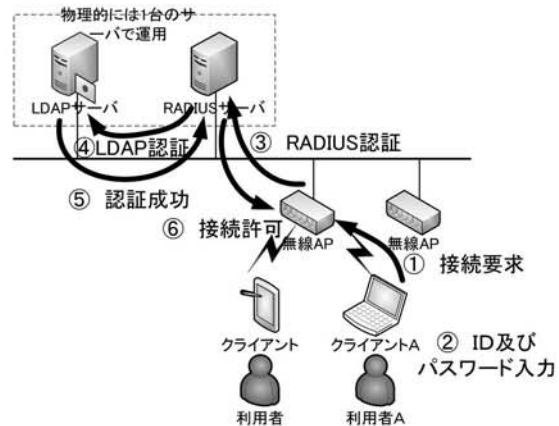 物理的には1台のサ
ーバで運用
LDAPサーバ
RADIUSサーバ
④LDAP認証
③ RADIUS認証
⑤ 認証成功
⑥ 接続許可
無線AP
無線AP
① 接続要求
クライアント
クライアントA
② ID及び
パスワード入力
利用者
利用者A